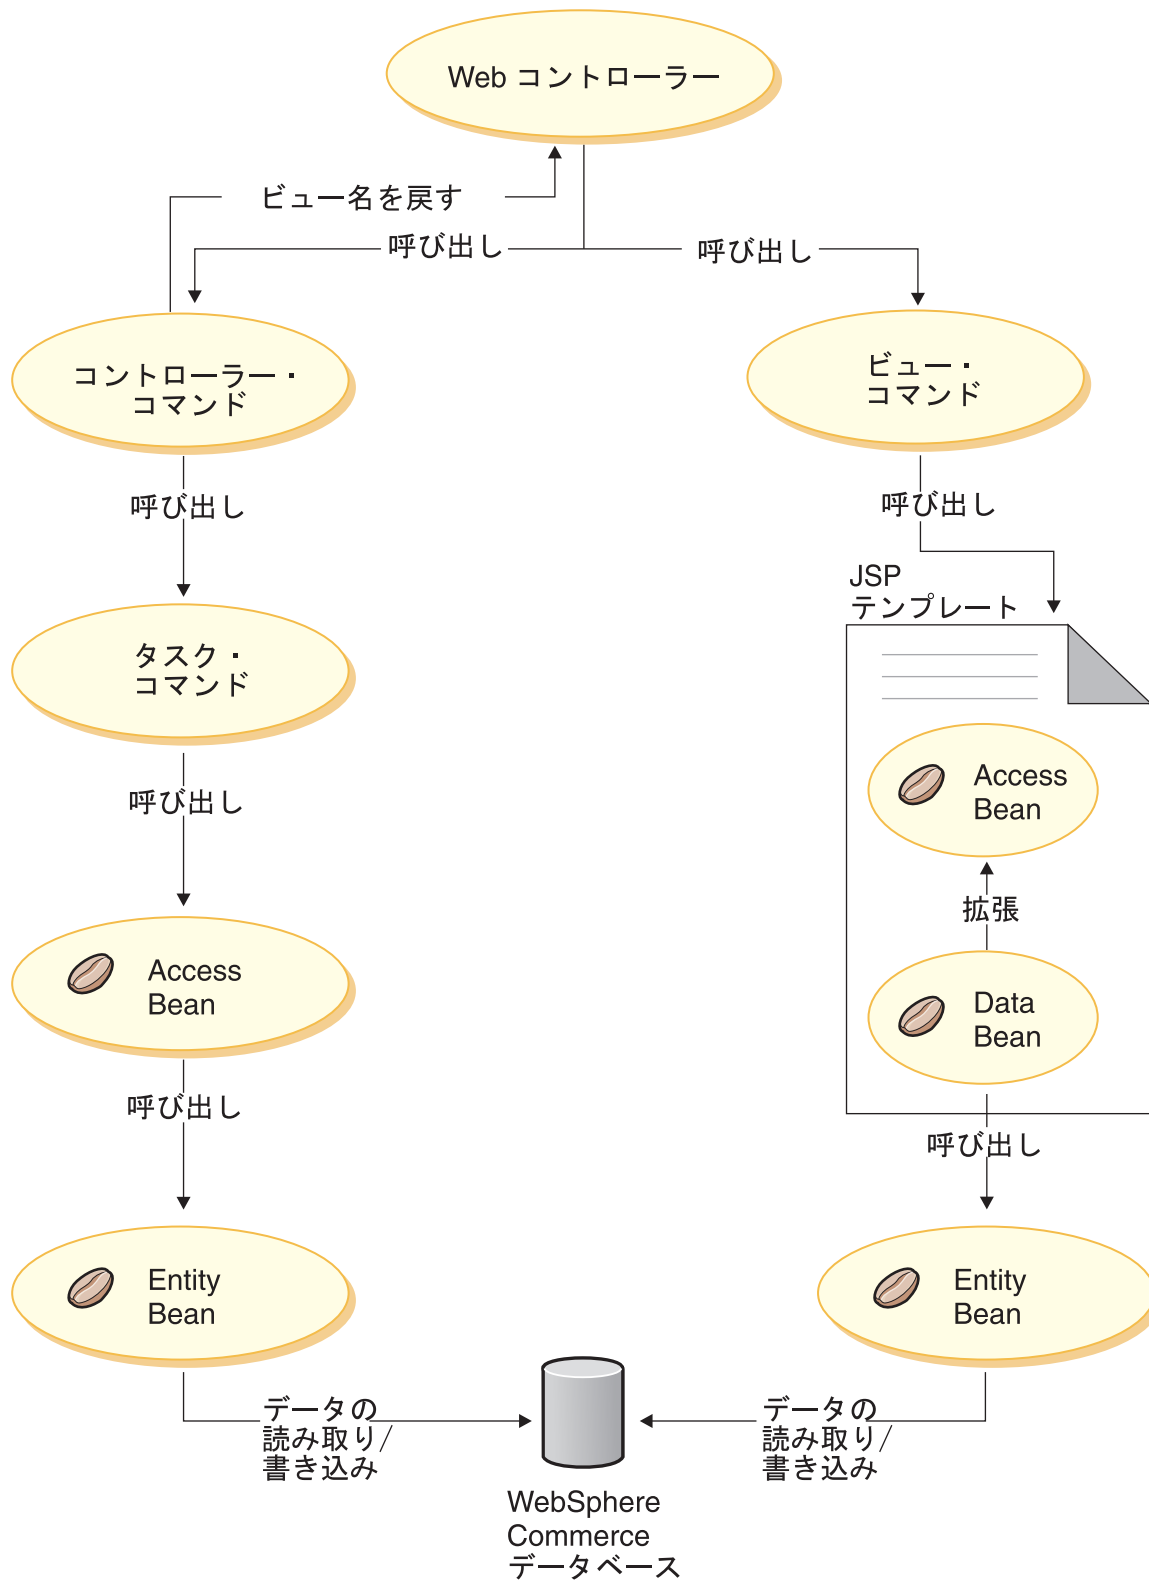 Web コントローラー
ビュー名を戻す
呼び出し
呼び出し
コントローラー・
コマンド
ビュー・
コマンド
呼び出し
呼び出し
JSP
テンプレート
タスク・
コマンド
呼び出し
Access
Bean
拡張
Access
Bean
Data
Bean
呼び出し
呼び出し
Entity
Bean
Entity
Bean
データの
読み取り/
書き込み
データの
読み取り/
書き込み
WebSphere
Commerce
データベース